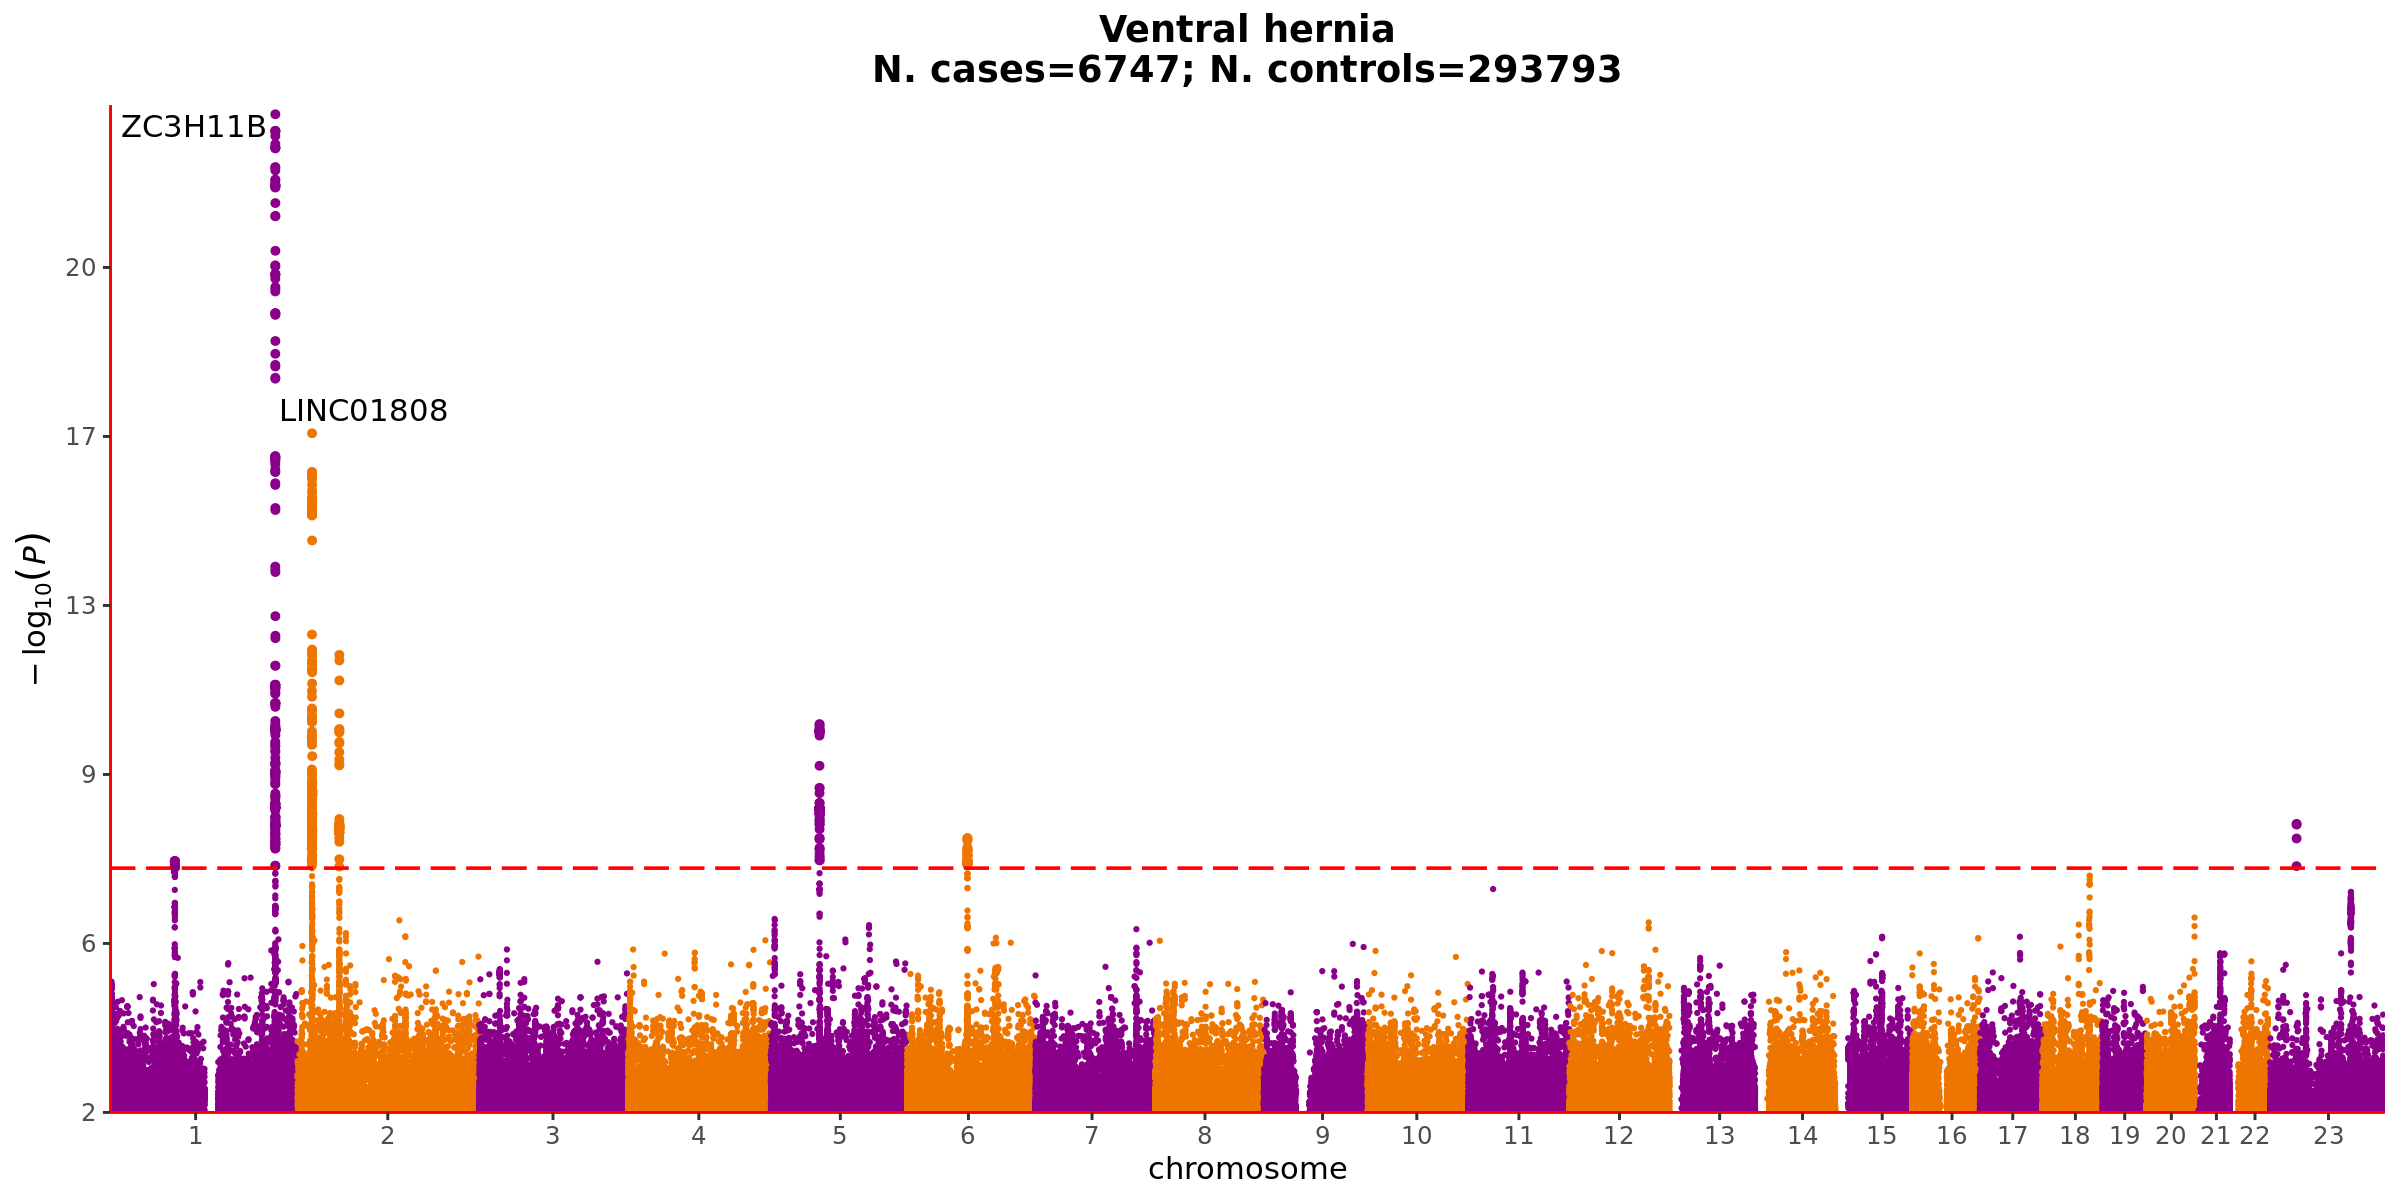 Ventral hernia
N. cases=6747; N. controls=293793
ZC3H11B
LINC01808
20
17
13
9
6
2
−log10(P)
1 2 3 4 5 6 7 8 9 10 11 12 13 14 15 16 17 18 19 20 21 22 23
chromosome